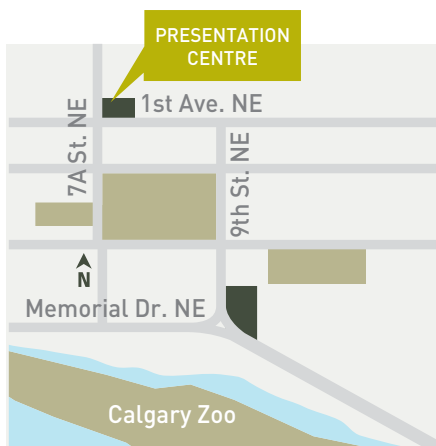 PRESENTATION
CENTRE
1st Ave. NE
7A St. NE
9th St. NE
N
Memorial Dr. NE
Calgary Zoo